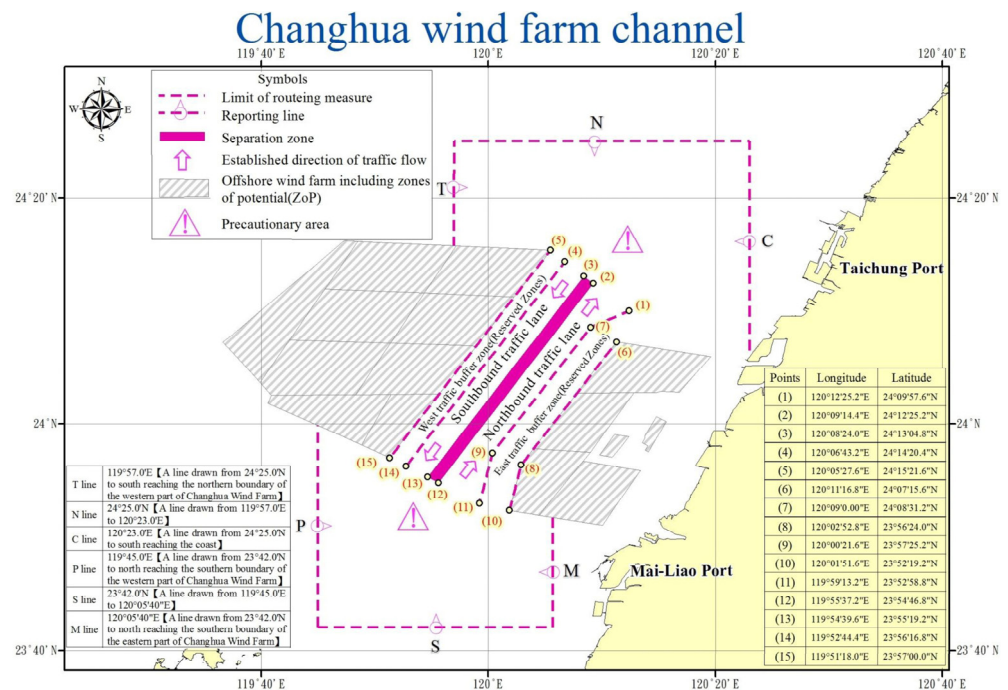 Changhua wind farm channel
119°40'E
120°E
120°20'E
120°40'E
N
W
E
S
Symbols
Limit of routeing measure
Reporting line
Separation zone
Established direction of traffic flow
Offshore wind farm including zones
of potential(ZoP)
Precautionary area
N
T
C
24°20'N
24°20'N
Taichung Port
(5)
(4)
(3)
(2)
(1)
(7)
(6)
West traffic buffer zone(Reserved Zones)
Southbound traffic lane
Northbound traffic lane
East traffic buffer zone(Reserved Zones)
24°N
24°N
(15)
(14)
(13)
(12)
(9)
(8)
(11)
(10)
P
M
S
Mai-Liao Port
T line 119°57.0'E【A line drawn from 24°25.0N
to south reaching the northern boundary of
the western part of Changhua Wind Farm】
N line 24°25.0'N【A line drawn from 119°57.0'E
to 120°23.0'E】
C line 120°23.0'E【A line drawn from 24°25.0'N
to south reaching the coast】
P line 119°45.0'E【A line drawn from 23°42.0'N
to north reaching the southern boundary of
the western part of Changhua Wind Farm】
S line 23°42.0'N【A line drawn from 119°45.0'E
to 120°05'40"E】
M line 120°05'40"E【A line drawn from 23°42.0'N
to north reaching the southern boundary of
the eastern part of Changhua Wind Farm】
Points Longitude Latitude
(1) 120°12'25.2"E 24°09'57.6"N
(2) 120°09'14.4"E 24°12'25.2"N
(3) 120°08'24.0"E 24°13'04.8"N
(4) 120°06'43.2"E 24°14'20.4"N
(5) 120°05'27.6"E 24°15'21.6"N
(6) 120°11'16.8"E 24°07'15.6"N
(7) 120°09'0.00"E 24°08'31.2"N
(8) 120°02'52.8"E 23°56'24.0"N
(9) 120°00'21.6"E 23°57'25.2"N
(10) 120°01'51.6"E 23°52'19.2"N
(11) 119°59'13.2"E 23°52'58.8"N
(12) 119°55'37.2"E 23°54'46.8"N
(13) 119°54'39.6"E 23°55'19.2"N
(14) 119°52'44.4"E 23°56'16.8"N
(15) 119°51'18.0"E 23°57'00.0"N
23°40'N
23°40'N
119°40'E
120°E
120°20'E
120°40'E